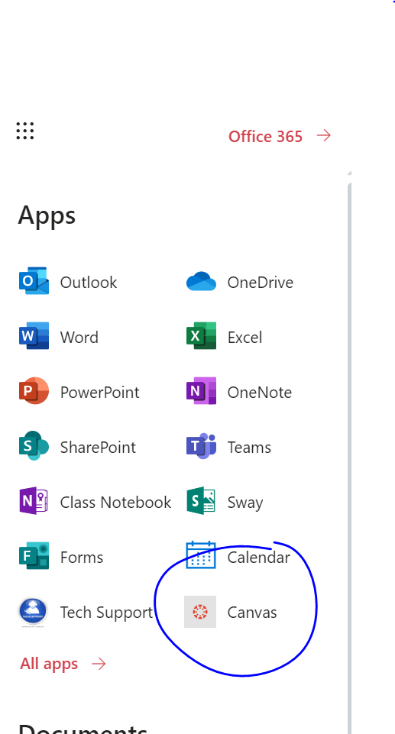 Office 365
Apps
Outlook OneDrive
Word Excel
PowerPoint OneNote
SharePoint Teams
Class Notebook Sway
Forms Calendar
Tech Support Canvas
All apps
Documents